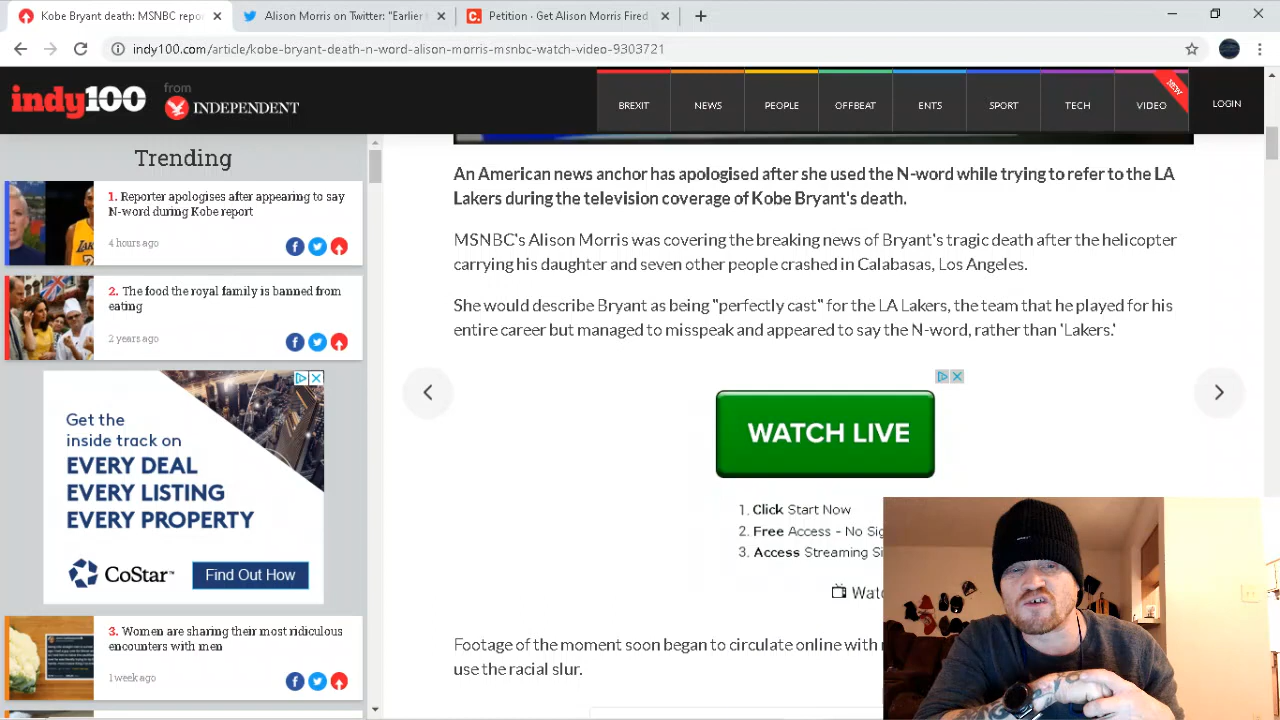 Kobe Bryant death: MSNBC repor
Alison Morris on Twitter: "Earlier t
Petition · Get Alison Morris Fired
indy100.com/article/kobe-bryant-death-n-word-alison-morris-msnbc-watch-video-9303721
indy100
from
INDEPENDENT
BREXIT
NEWS
PEOPLE
OFFBEAT
ENTS
SPORT
TECH
VIDEO
NEW
LOGIN
Trending
1. Reporter apologises after appearing to say
N-word during Kobe report
4 hours ago
2. The food the royal family is banned from
eating
2 years ago
Get the
inside track on
EVERY DEAL
EVERY LISTING
EVERY PROPERTY
CoStar™
Find Out How
3. Women are sharing their most ridiculous
encounters with men
1 week ago
An American news anchor has apologised after she used the N-word while trying to refer to the LA
Lakers during the television coverage of Kobe Bryant's death.
MSNBC's Alison Morris was covering the breaking news of Bryant's tragic death after the helicopter
carrying his daughter and seven other people crashed in Calabasas, Los Angeles.
She would describe Bryant as being "perfectly cast" for the LA Lakers, the team that he played for his
entire career but managed to misspeak and appeared to say the N-word, rather than 'Lakers.'
WATCH LIVE
1. Click Start Now
2. Free Access - No Sig
3. Access Streaming Si
Watc
Footage of the moment soon began to circulate online with
use the racial slur.